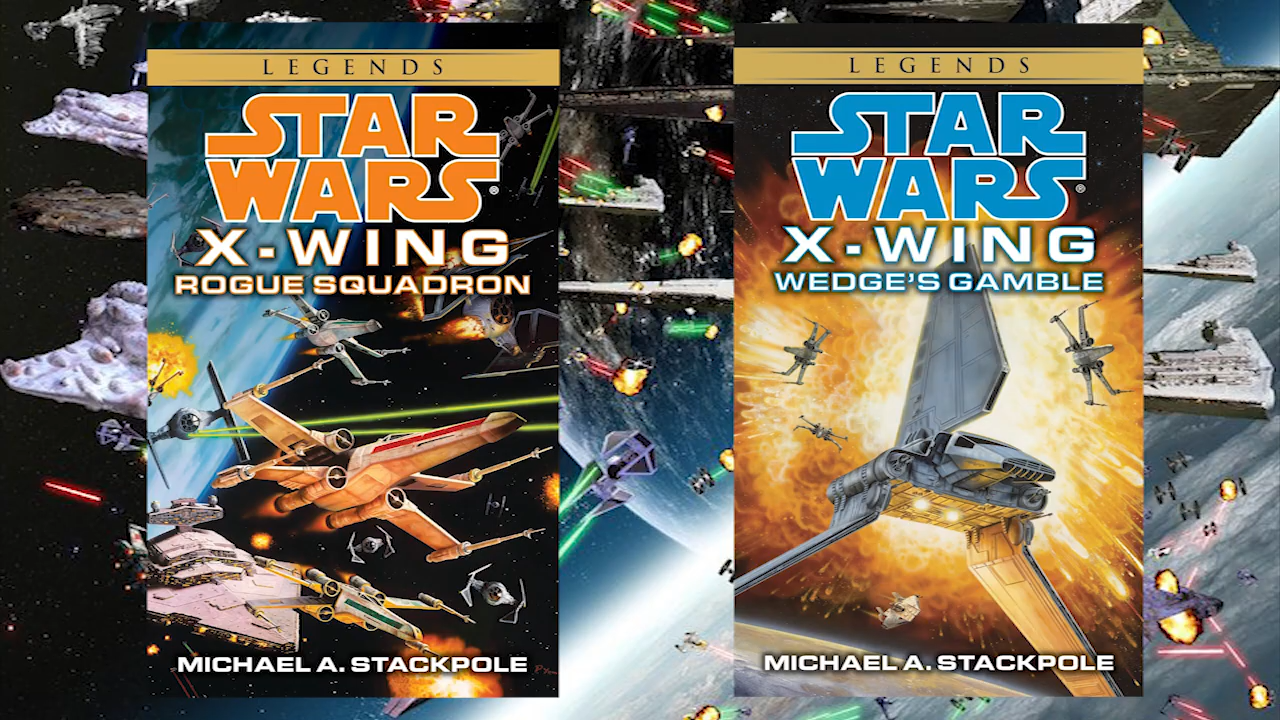 LEGENDS
STAR
WARS®
X-WING
ROGUE SQUADRON
MICHAEL A. STACKPOLE
LEGENDS
STAR
WARS®
X-WING
WEDGE'S GAMBLE
MICHAEL A. STACKPOLE